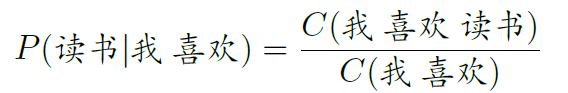 P(读书|我 喜欢) = C(我 喜欢 读书) / C(我 喜欢)